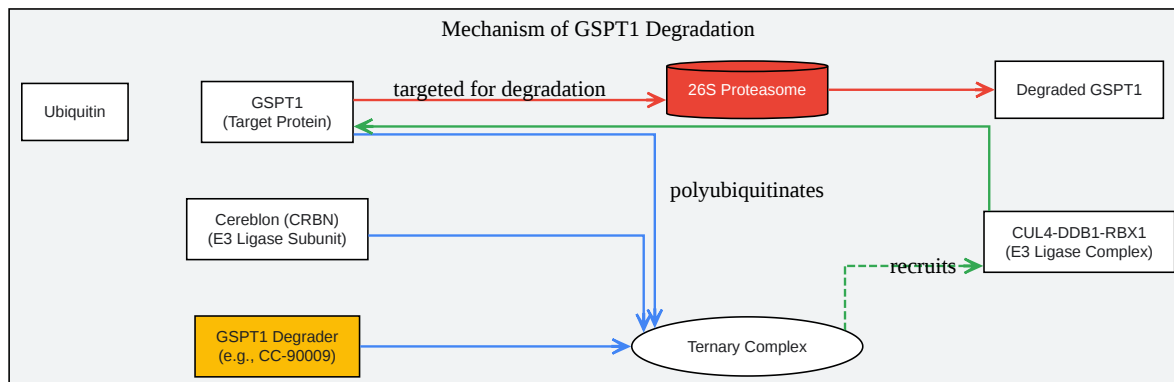 Mechanism of GSPT1 Degradation
Ubiquitin
GSPT1
(Target Protein)
targeted for degradation
26S Proteasome
Degraded GSPT1
polyubiquitinates
Cereblon (CRBN)
(E3 Ligase Subunit)
CUL4-DDB1-RBX1
(E3 Ligase Complex)
recruits
GSPT1 Degrader
(e.g., CC-90009)
Ternary Complex